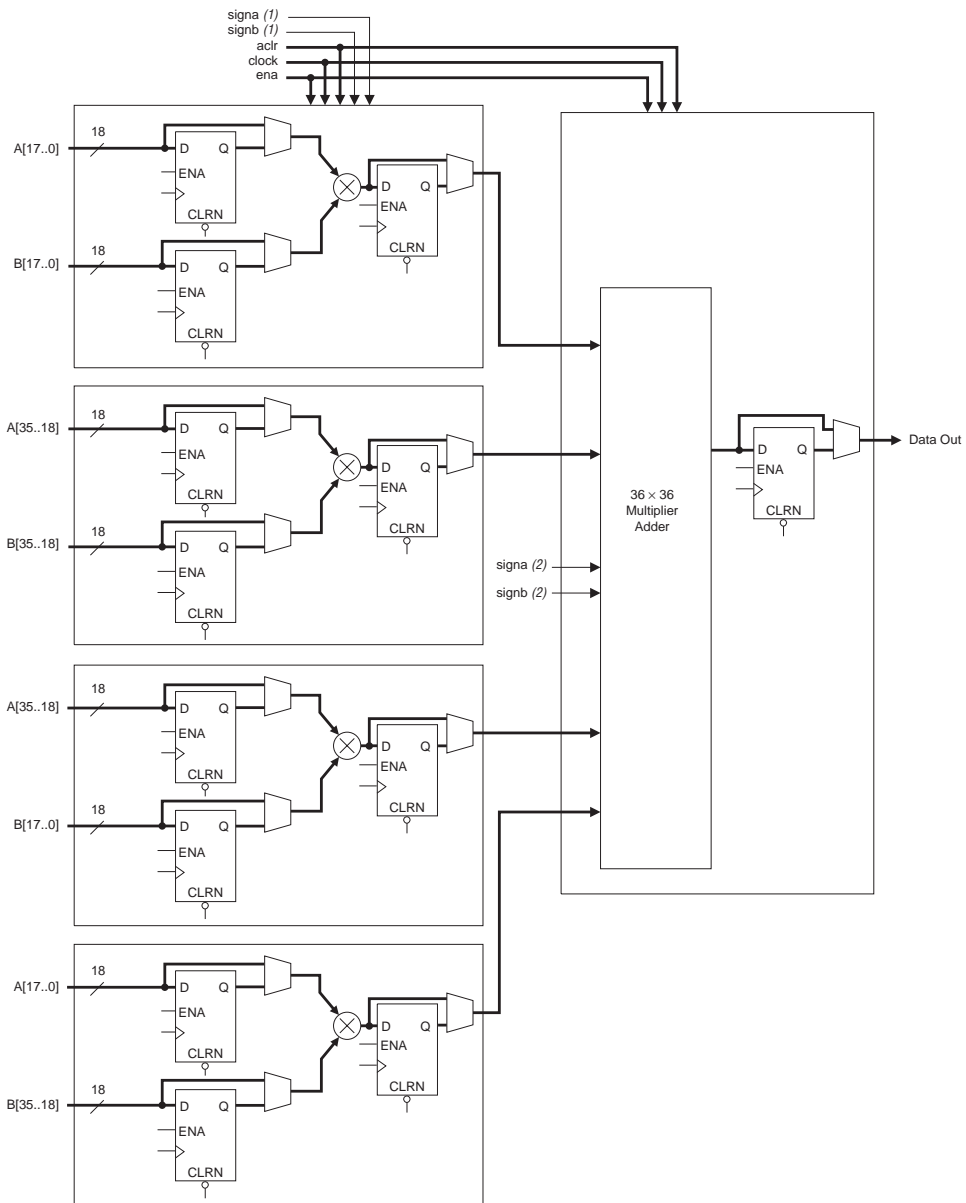 signa (1)
signb (1)
aclr
clock
ena
18
A[17..0]
D Q
ENA
CLRN
18
B[17..0]
D Q
ENA
CLRN
D Q
ENA
CLRN
18
A[35..18]
D Q
ENA
CLRN
18
B[35..18]
D Q
ENA
CLRN
D Q
ENA
CLRN
18
A[35..18]
D Q
ENA
CLRN
18
B[17..0]
D Q
ENA
CLRN
D Q
ENA
CLRN
18
A[17..0]
D Q
ENA
CLRN
18
B[35..18]
D Q
ENA
CLRN
D Q
ENA
CLRN
36 × 36
Multiplier
Adder
signa (2)
signb (2)
D Q
ENA
CLRN
Data Out